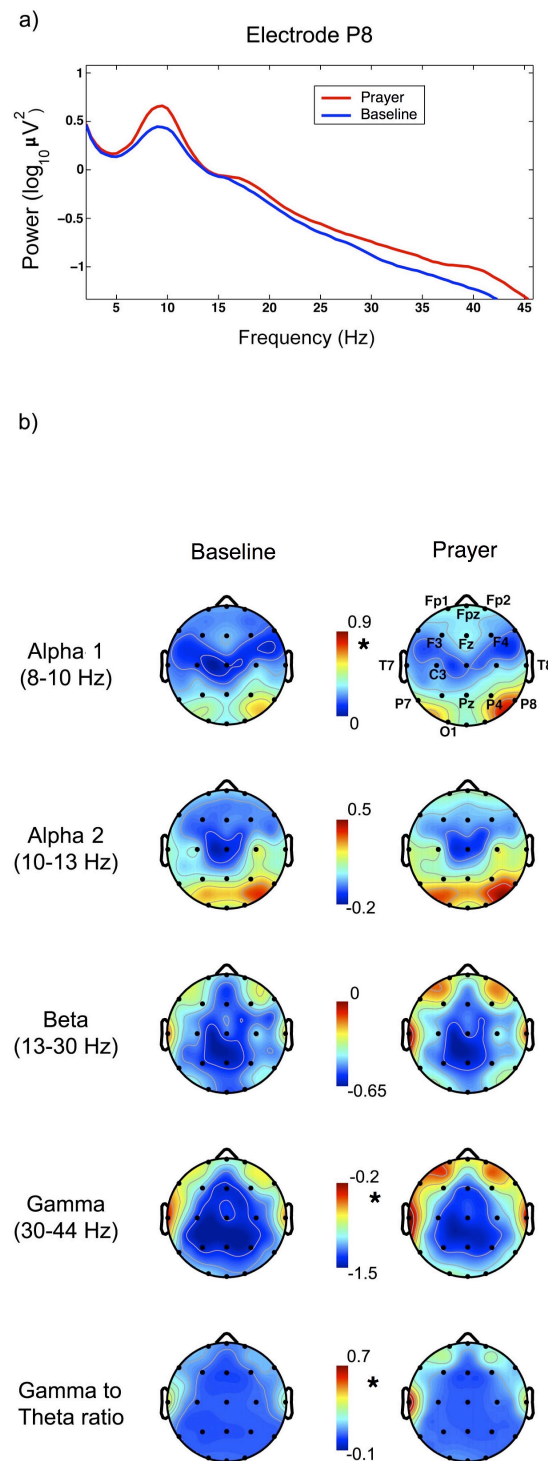 a)
Electrode P8
Power (log10 µV2)
1
0.5
0
−0.5
−1
Prayer
Baseline
5 10 15 20 25 30 35 40 45
Frequency (Hz)
b)
Baseline Prayer
Alpha 1
(8-10 Hz)
0.9
*
0
Fp1 Fp2
Fpz
F3 Fz F4
T7 C3 T8
P7 Pz P4 P8
O1
Alpha 2
(10-13 Hz)
0.5
-0.2
Beta
(13-30 Hz)
0
-0.65
Gamma
(30-44 Hz)
-0.2
*
-1.5
Gamma to
Theta ratio
0.7
*
-0.1